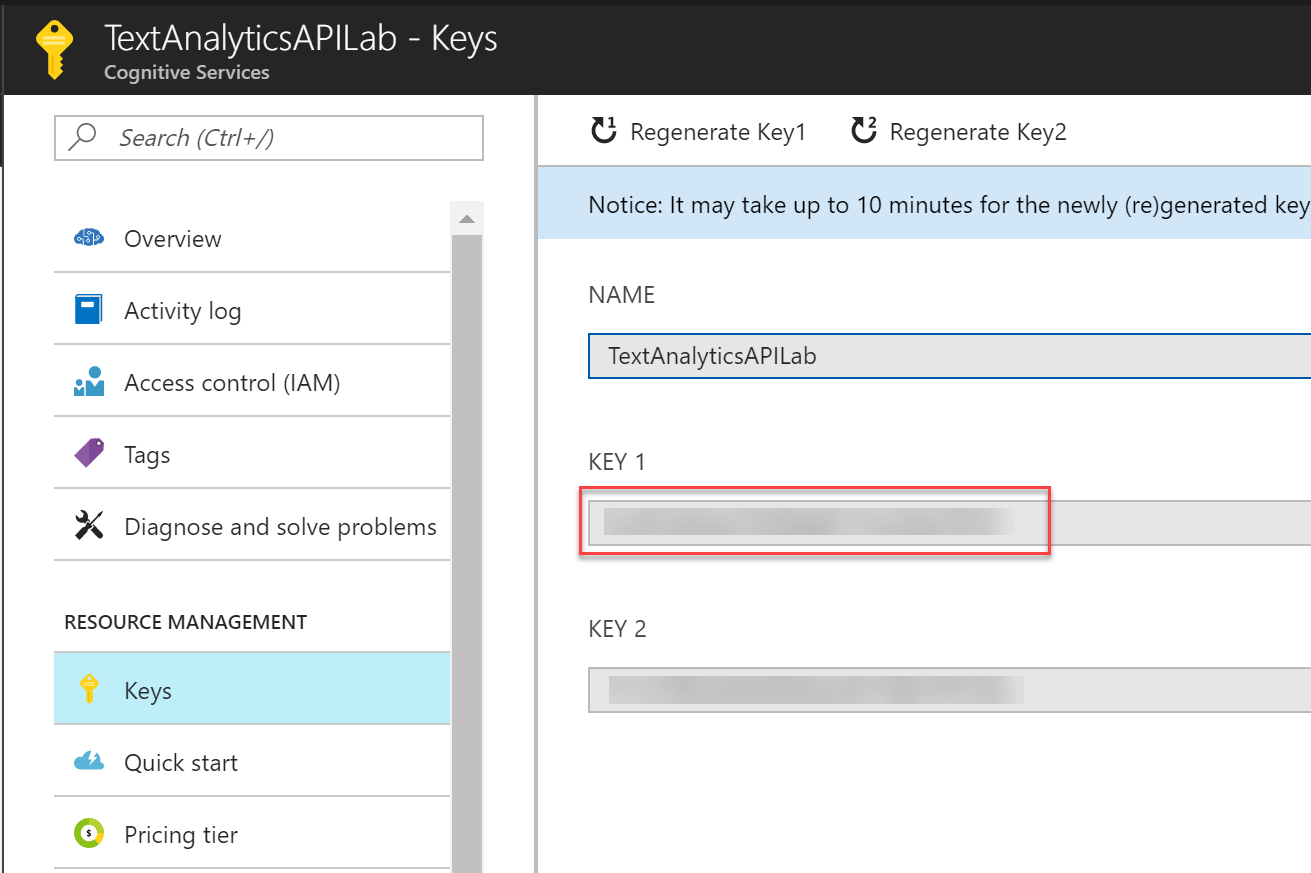 TextAnalyticsAPILab - Keys
Cognitive Services
Search (Ctrl+/)
Overview
Activity log
Access control (IAM)
Tags
Diagnose and solve problems
RESOURCE MANAGEMENT
Keys
Quick start
Pricing tier
1 Regenerate Key1
2 Regenerate Key2
Notice: It may take up to 10 minutes for the newly (re)generated key
NAME
TextAnalyticsAPILab
KEY 1
KEY 2